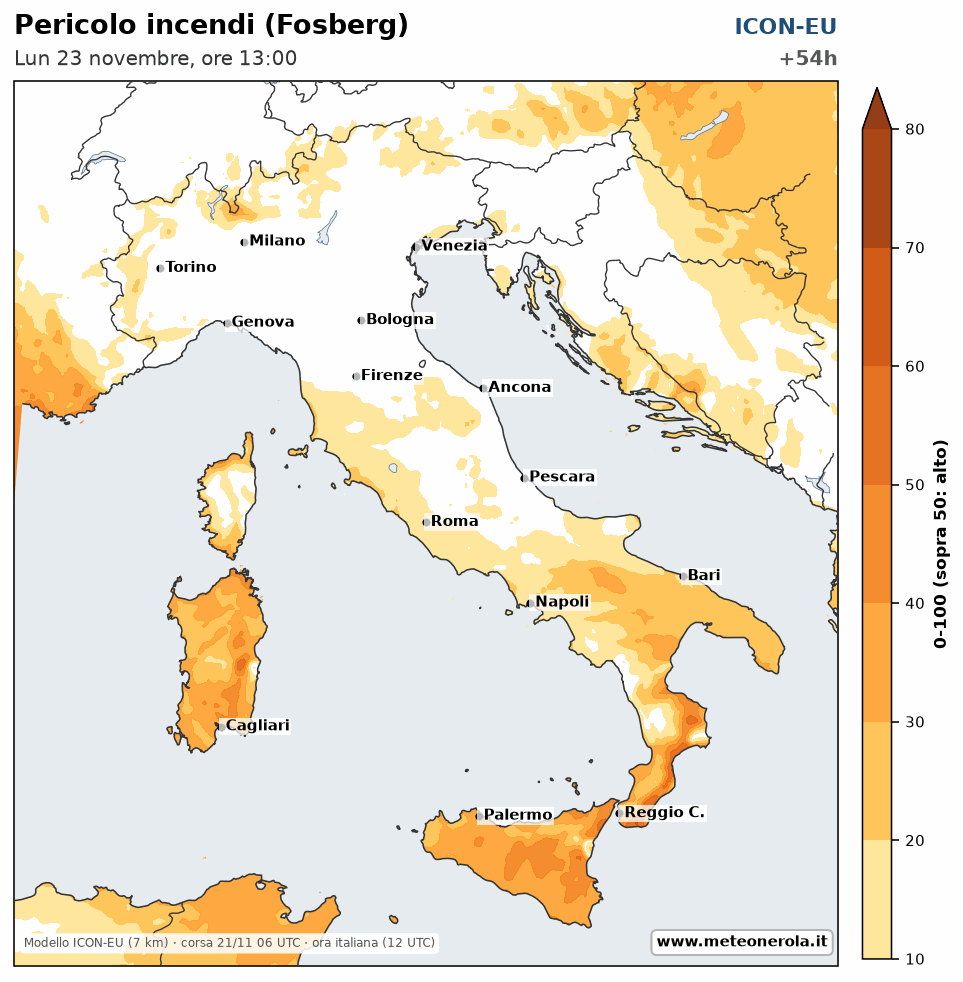 Pericolo incendi (Fosberg)
ICON-EU
Lun 23 novembre, ore 13:00
+54h
80
70
60
50
40
30
20
10
0-100 (sopra 50: alto)
Milano
Venezia
Torino
Genova
Bologna
Firenze
Ancona
Pescara
Roma
Bari
Napoli
Cagliari
Palermo
Reggio C.
Modello ICON-EU (7 km) · corsa 21/11 06 UTC · ora italiana (12 UTC)
www.meteonerola.it